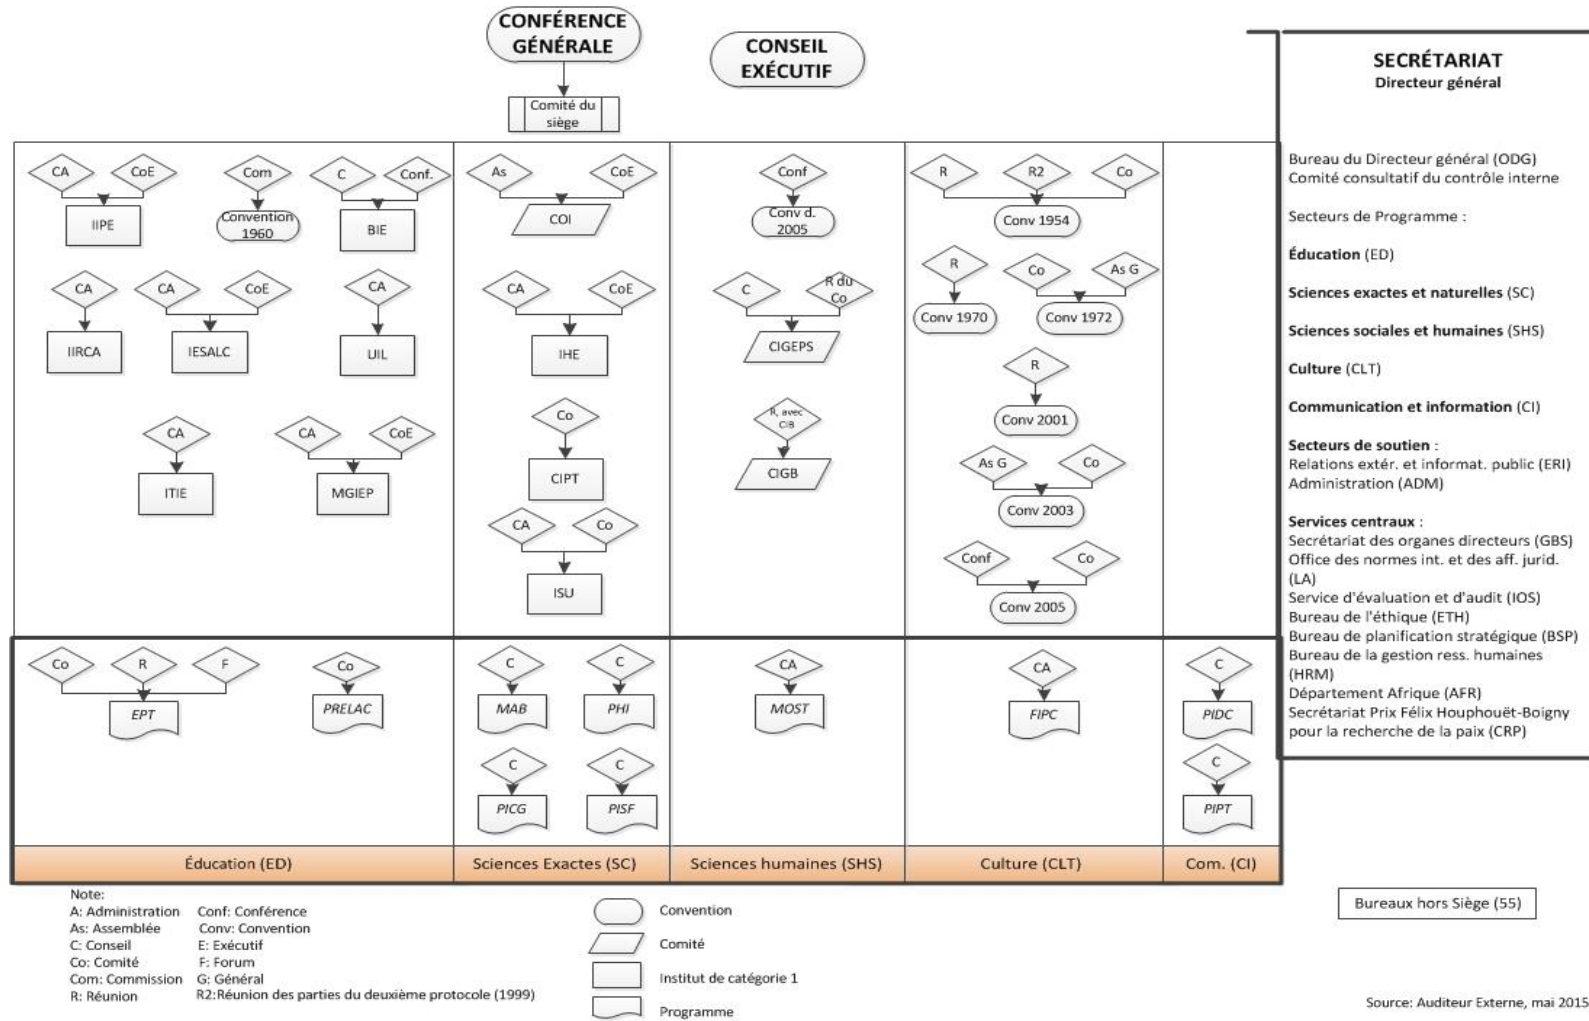 CONFÉRENCE
GÉNÉRALE
CONSEIL
EXÉCUTIF
Comité du
siège
SECRÉTARIAT
Directeur général
Bureau du Directeur général (ODG)
Comité consultatif du contrôle interne
Secteurs de Programme :
Éducation (ED)
Sciences exactes et naturelles (SC)
Sciences sociales et humaines (SHS)
Culture (CLT)
Communication et information (CI)
Secteurs de soutien :
Relations extér. et informat. public (ERI)
Administration (ADM)
Services centraux :
Secrétariat des organes directeurs (GBS)
Office des normes int. et des aff. jurid.
(LA)
Service d'évaluation et d'audit (IOS)
Bureau de l'éthique (ETH)
Bureau de planification stratégique (BSP)
Bureau de la gestion ress. humaines
(HRM)
Département Afrique (AFR)
Secrétariat Prix Félix Houphouët-Boigny
pour la recherche de la paix (CRP)
CA CoE Com C Conf.
IIPE Convention
1960 BIE
CA CA CoE CA
IIRCA IESALC UIL
CA CA CoE
ITIE MGIEP
As CoE
COI
CA CoE
IHE
Co
CIPT
CA Co
ISU
Conf
Conv d.
2005
C R du
Co
CIGEPS
R, avec
CIB
CIGB
R R2 Co
Conv 1954
R Co As G
Conv 1970 Conv 1972
R
Conv 2001
As G Co
Conv 2003
Conf Co
Conv 2005
Co R F Co
EPT PRELAC
C C
MAB PHI
C C
PICG PISF
CA
MOST
CA
FIPC
C
PIDC
C
PIPT
Éducation (ED) Sciences Exactes (SC) Sciences humaines (SHS) Culture (CLT) Com. (CI)
Note:
A: Administration Conf: Conférence
As: Assemblée Conv: Convention
C: Conseil E: Exécutif
Co: Comité F: Forum
Com: Commission G: Général
R: Réunion R2:Réunion des parties du deuxième protocole (1999)
Convention
Comité
Institut de catégorie 1
Programme
Bureaux hors Siège (55)
Source: Auditeur Externe, mai 2015